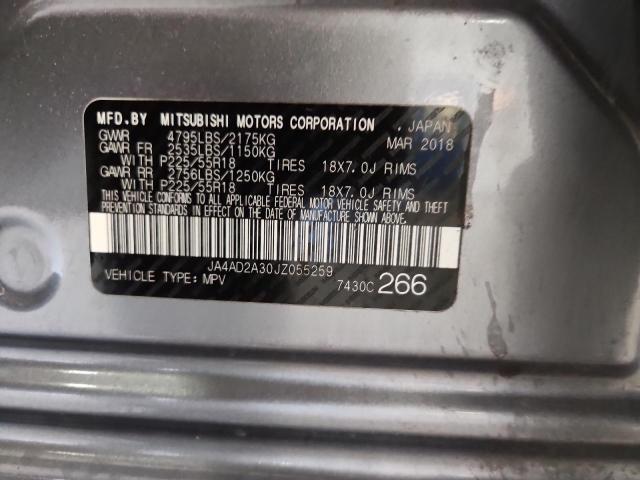 MFD.BY MITSUBISHI MOTORS CORPORATION , JAPAN
GVWR 4795LBS/2175KG MAR 2018
GAWR FR 2535LBS/1150KG
WITH P225/55R18 TIRES 18X7.0J RIMS
GAWR RR 2756LBS/1250KG
WITH P225/55R18 TIRES 18X7.0J RIMS
THIS VEHICLE CONFORMS TO ALL APPLICABLE FEDERAL MOTOR VEHICLE SAFETY AND THEFT
PREVENTION STANDARDS IN EFFECT ON THE DATE OF MANUFACTURE SHOWN ABOVE.
JA4AD2A30JZ055259
VEHICLE TYPE: MPV 7430C 266